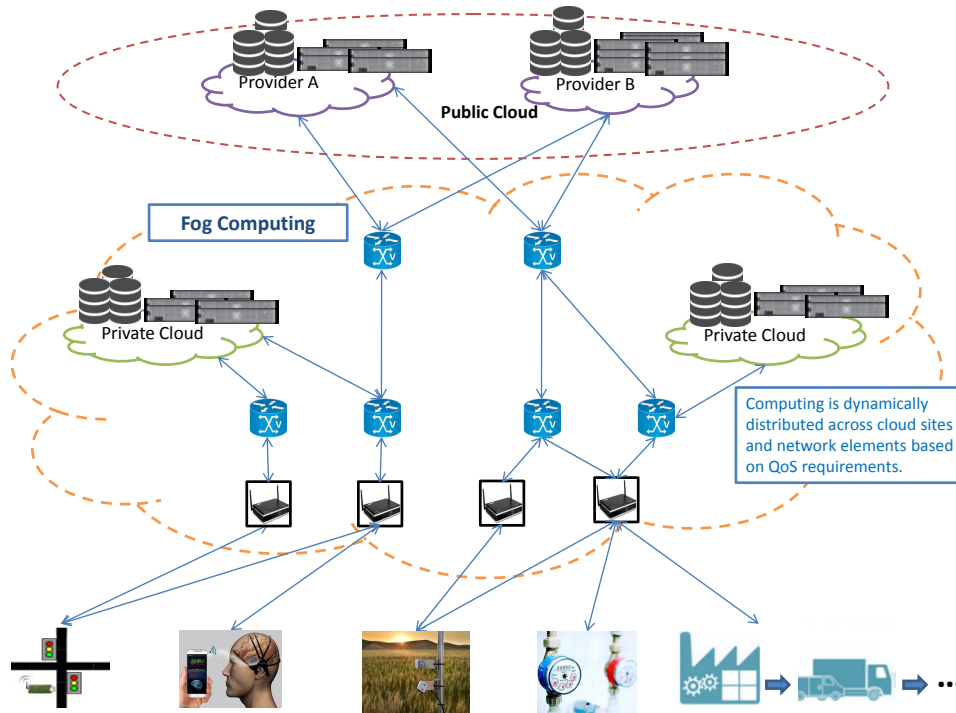 Provider A
Provider B
Public Cloud
Fog Computing
V
V
Private Cloud
Private Cloud
V
V
V
V
Computing is dynamically
distributed across cloud sites
and network elements based
on QoS requirements.
...